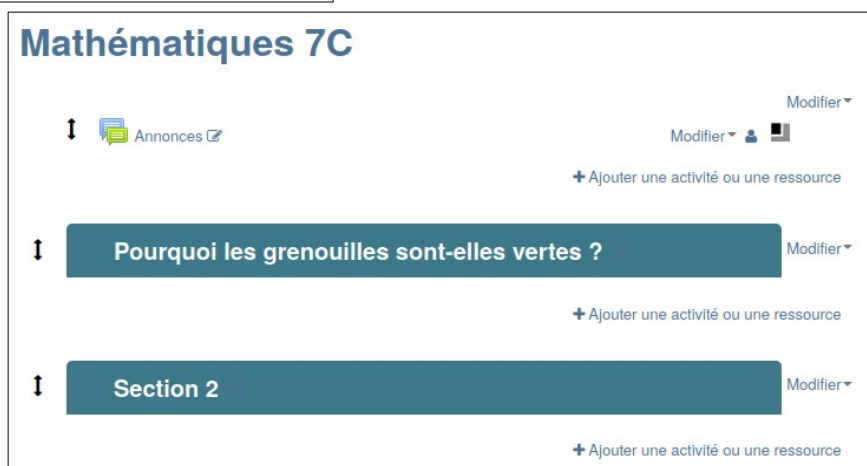 Mathématiques 7C
Modifier
Annonces
Modifier
Ajouter une activité ou une ressource
Pourquoi les grenouilles sont-elles vertes ?
Modifier
Ajouter une activité ou une ressource
Section 2
Modifier
Ajouter une activité ou une ressource